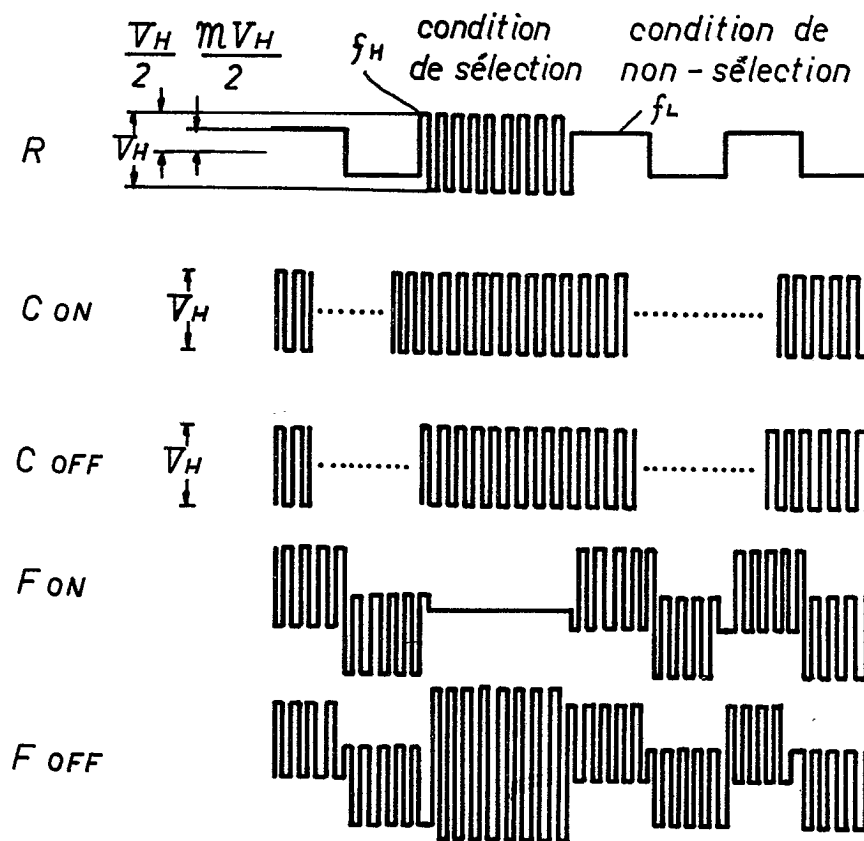 V_H/2 mV_H/2 f_H condition de sélection condition de non-sélection
R V_H f_L
C ON V_H
C OFF V_H
F ON
F OFF